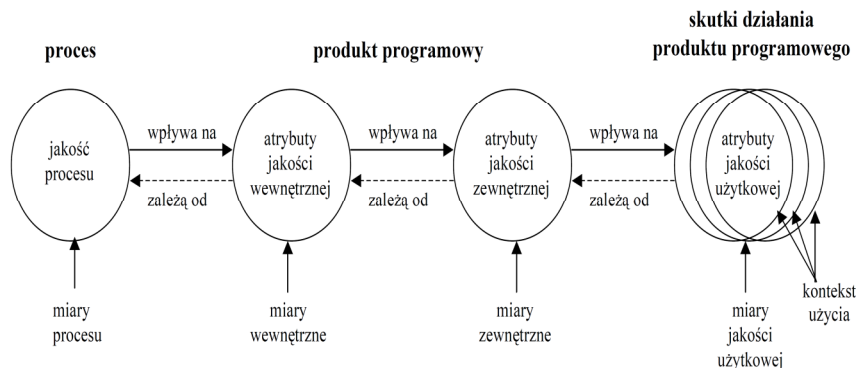 skutki działania
proces
produkt programowy
produktu programowego
jakość
procesu
wpływa na
zależą od
atrybuty
jakości
wewnętrznej
wpływa na
zależą od
atrybuty
jakości
zewnętrznej
wpływa na
zależą od
atrybuty
jakości
użytkowej
miary
procesu
miary
wewnętrzne
miary
zewnętrzne
miary
jakości
użytkowej
kontekst
użycia